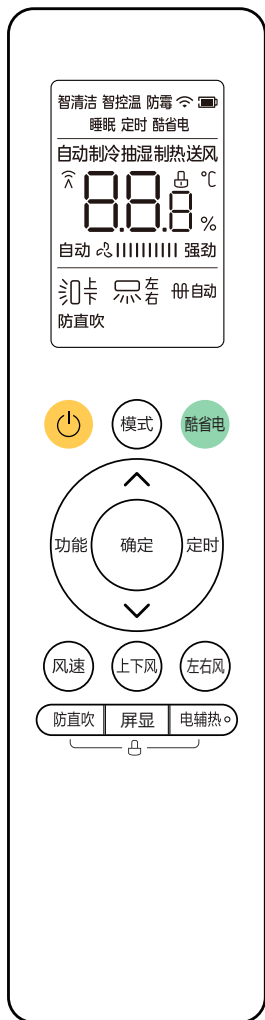 智清洁 智控温 防霉
睡眠 定时 酷省电
自动制冷抽湿制热送风
88.8 ℃
%
自动 强劲
上下 左右 自动
防直吹
模式 酷省电
功能 确定 定时
风速 上下风 左右风
防直吹 屏显 电辅热